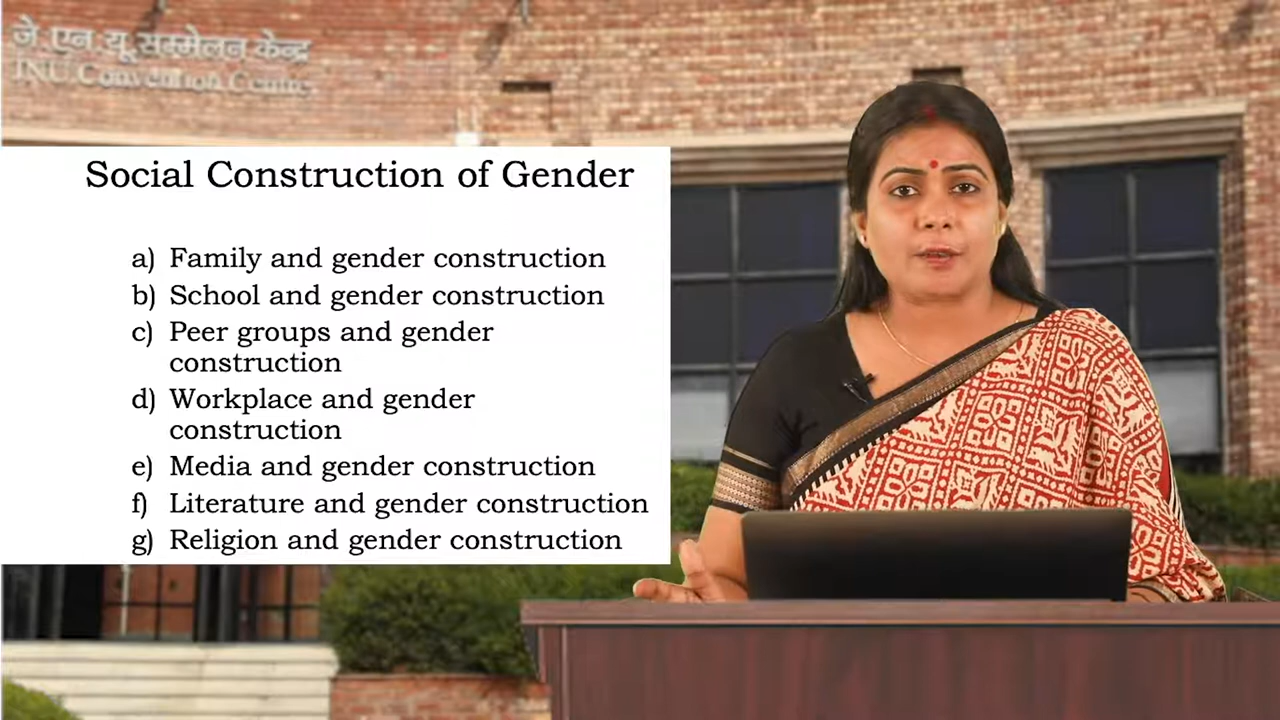 जे एन यू सम्मेलन केन्द्र
JNU Convention Centre
Social Construction of Gender
a) Family and gender construction
b) School and gender construction
c) Peer groups and gender
construction
d) Workplace and gender
construction
e) Media and gender construction
f) Literature and gender construction
g) Religion and gender construction